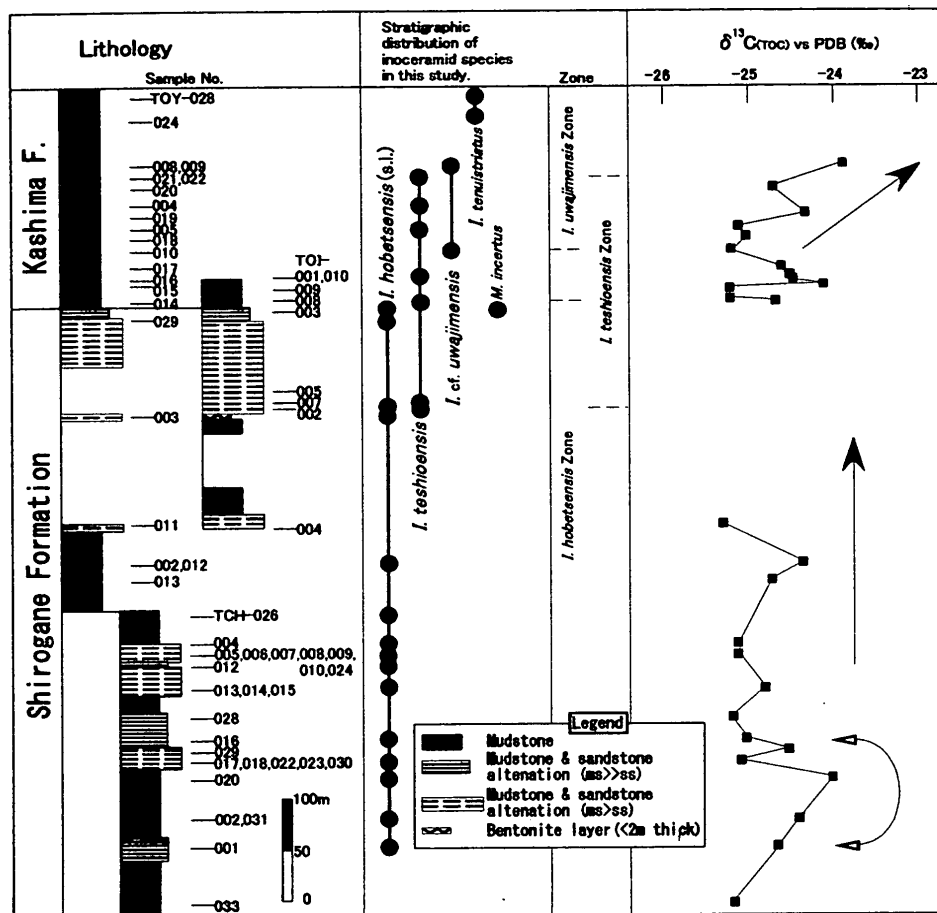 Lithology
Sample No.
Stratigraphic
distribution of
inoceramid species
in this study.
Zone
δ13C(TOC) vs PDB (‰)
-26
-25
-24
-23
Kashima F.
Shirogane Formation
TOY-028
024
008,009
021,022
020
004
019
005
018
010
017
016
015
014
029
003
011
002,012
013
TOI-
001,010
009
008
003
005
007
002
004
TCH-026
004
005,006,007,008,009,
010,024
012
013,014,015
028
016
029
017,018,022,023,030
020
002,031
001
033
100m
50
0
I. hobetsensis (s.l.)
I. teshioensis
I. cf. uwajimensis
I. tenuistriatus
M. incertus
I. uwajimensis Zone
I. teshioensis Zone
I. hobetsensis Zone
Legend
Mudstone
Mudstone & sandstone
altenation (ms>>ss)
Mudstone & sandstone
altenation (ms>ss)
Bentonite layer (<2m thick)